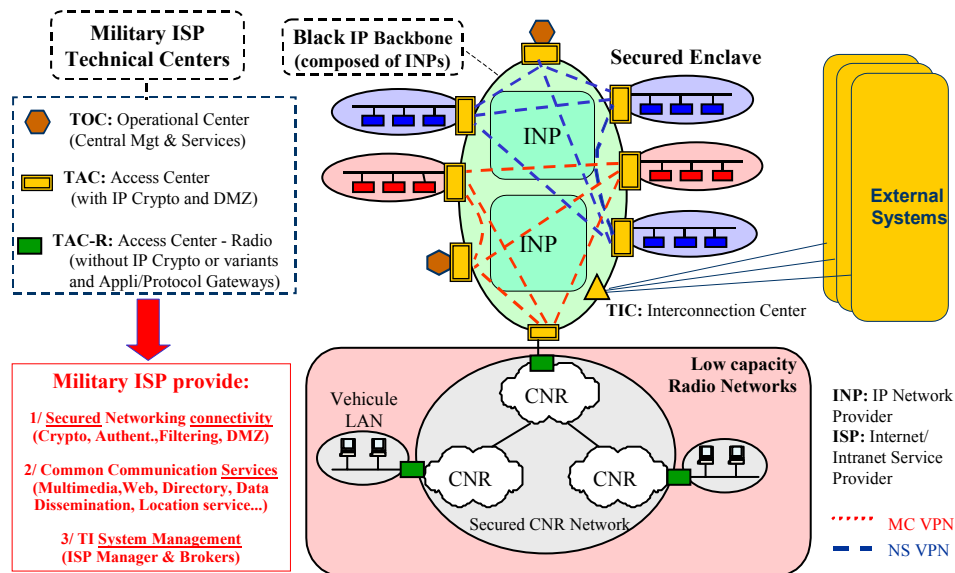 Military ISP
Technical Centers
TOC: Operational Center
(Central Mgt & Services)
TAC: Access Center
(with IP Crypto and DMZ)
TAC-R: Access Center - Radio
(without IP Crypto or variants
and Appli/Protocol Gateways)
Military ISP provide:
1/ Secured Networking connectivity
(Crypto, Authent.,Filtering, DMZ)
2/ Common Communication Services
(Multimedia,Web, Directory, Data
Dissemination, Location service...)
3/ TI System Management
(ISP Manager & Brokers)
Black IP Backbone
(composed of INPs)
Secured Enclave
INP
INP
TIC: Interconnection Center
External
Systems
Low capacity
Radio Networks
Vehicule
LAN
CNR
CNR
CNR
Secured CNR Network
INP: IP Network
Provider
ISP: Internet/
Intranet Service
Provider
MC VPN
NS VPN